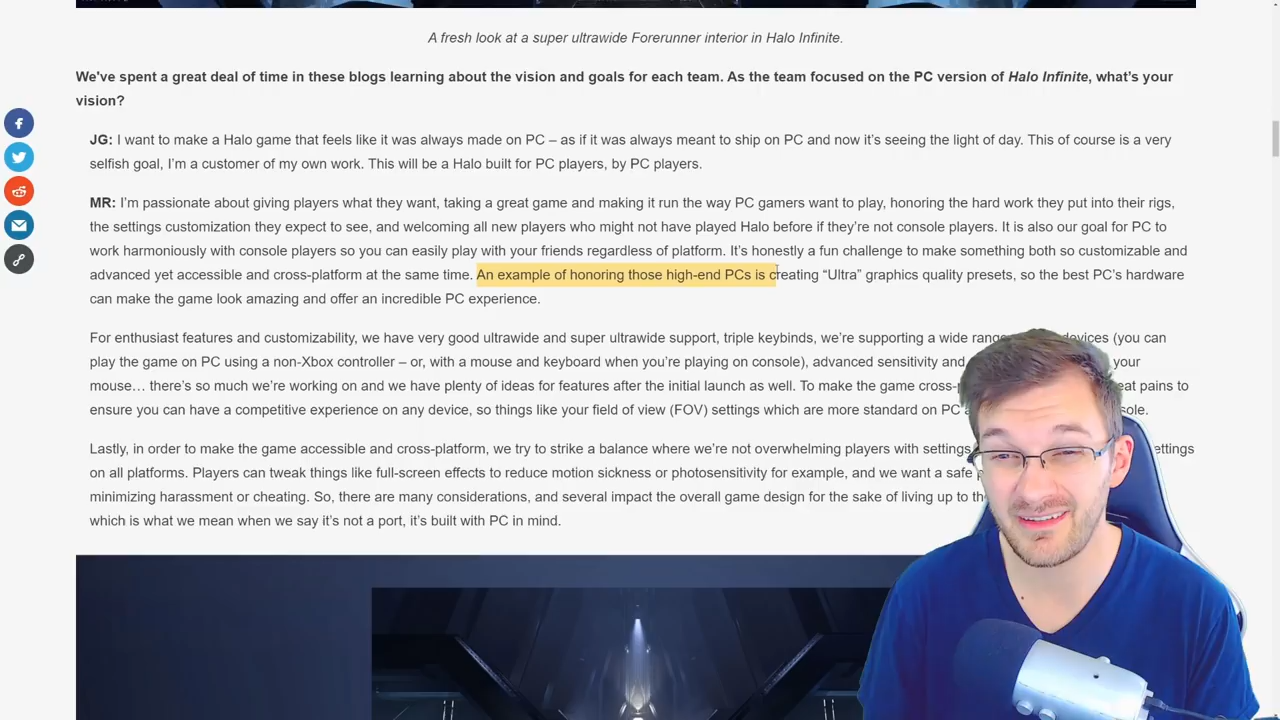 A fresh look at a super ultrawide Forerunner interior in Halo Infinite.
We've spent a great deal of time in these blogs learning about the vision and goals for each team. As the team focused on the PC version of Halo Infinite, what's your
vision?
JG: I want to make a Halo game that feels like it was always made on PC – as if it was always meant to ship on PC and now it's seeing the light of day. This of course is a very
selfish goal, I'm a customer of my own work. This will be a Halo built for PC players, by PC players.
MR: I'm passionate about giving players what they want, taking a great game and making it run the way PC gamers want to play, honoring the hard work they put into their rigs,
the settings customization they expect to see, and welcoming all new players who might not have played Halo before if they're not console players. It is also our goal for PC to
work harmoniously with console players so you can easily play with your friends regardless of platform. It's honestly a fun challenge to make something both so customizable and
advanced yet accessible and cross-platform at the same time. An example of honoring those high-end PCs is creating “Ultra” graphics quality presets, so the best PC's hardware
can make the game look amazing and offer an incredible PC experience.
For enthusiast features and customizability, we have very good ultrawide and super ultrawide support, triple keybinds, we're supporting a wide range devices (you can
play the game on PC using a non-Xbox controller – or, with a mouse and keyboard when you're playing on console), advanced sensitivity and your
mouse… there's so much we're working on and we have plenty of ideas for features after the initial launch as well. To make the game pains to
ensure you can have a competitive experience on any device, so things like your field of view (FOV) settings which are more standard on PC
Lastly, in order to make the game accessible and cross-platform, we try to strike a balance where we're not overwhelming players with settings
on all platforms. Players can tweak things like full-screen effects to reduce motion sickness or photosensitivity for example, and we want a safe
minimizing harassment or cheating. So, there are many considerations, and several impact the overall game design for the sake of living up to
which is what we mean when we say it's not a port, it's built with PC in mind.